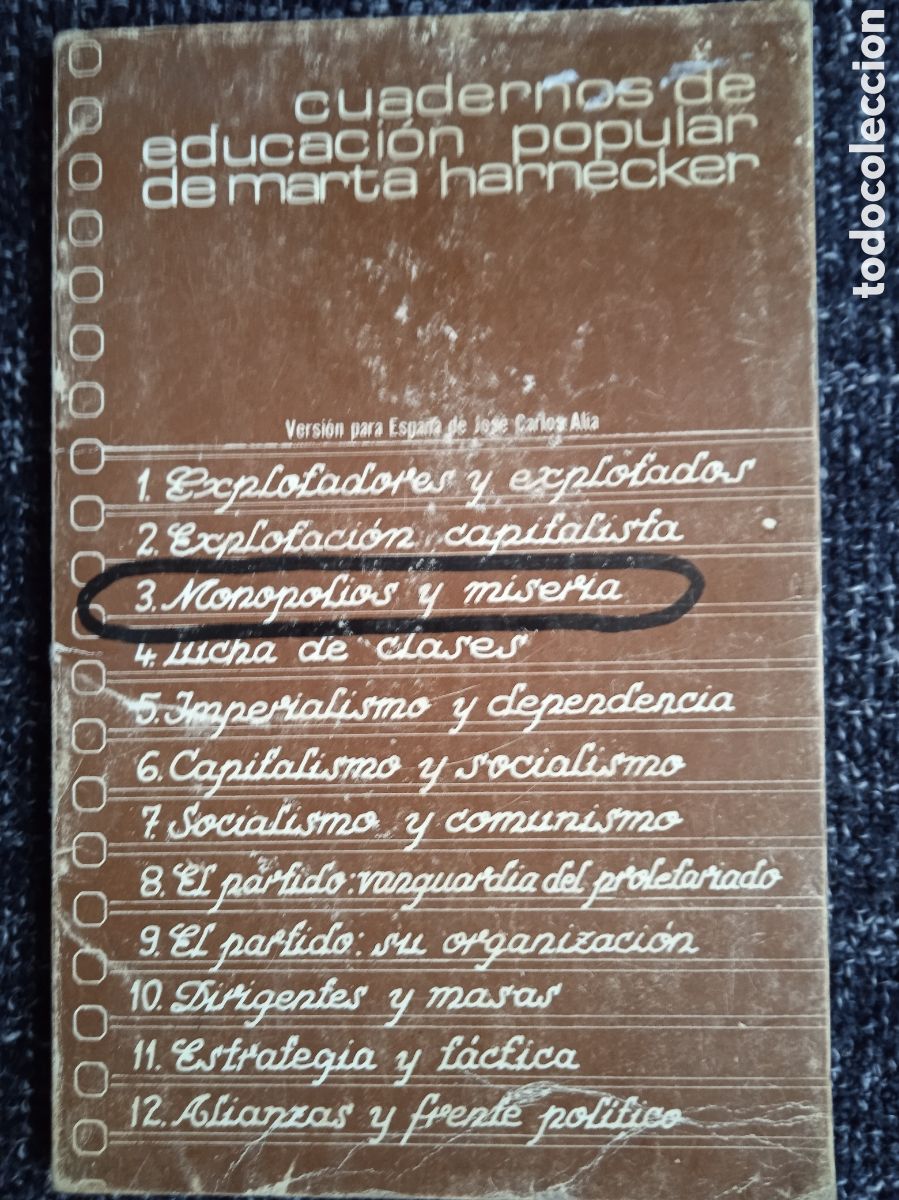 cuadernos de
educación popular
de marta harnecker
Versión para España de José Carlos Alia
1. Explotadores y explotados
2. Explotación capitalista
3. Monopolios y miseria
4. Lucha de clases
5. Imperialismo y dependencia
6. Capitalismo y socialismo
7. Socialismo y comunismo
8. El partido: vanguardia del proletariado
9. El partido: su organización
10. Dirigentes y masas
11. Estrategia y táctica
12. Alianzas y frente político
todocoleccion